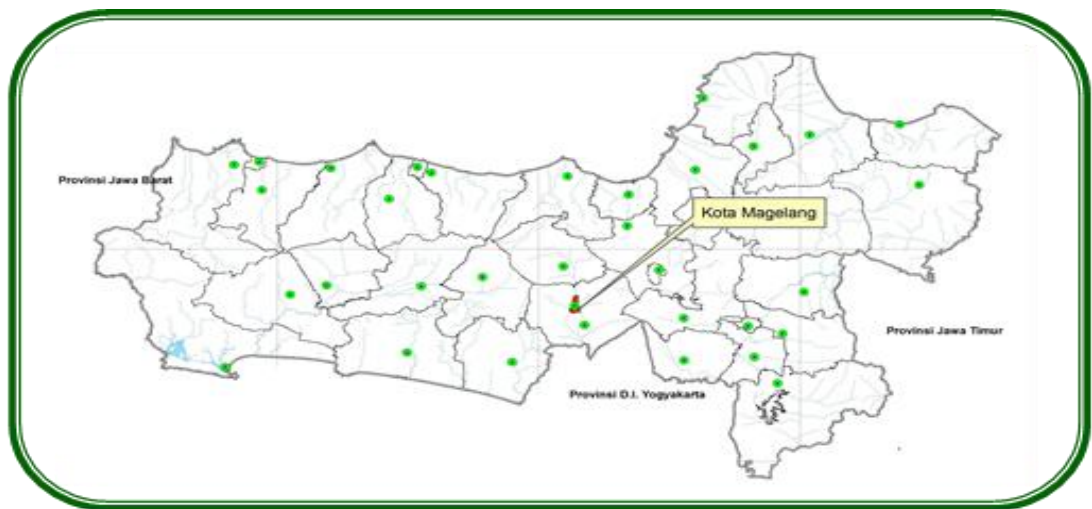 Provinsi Jawa Barat
Kota Magelang
Provinsi Jawa Timur
Provinsi D.I. Yogyakarta